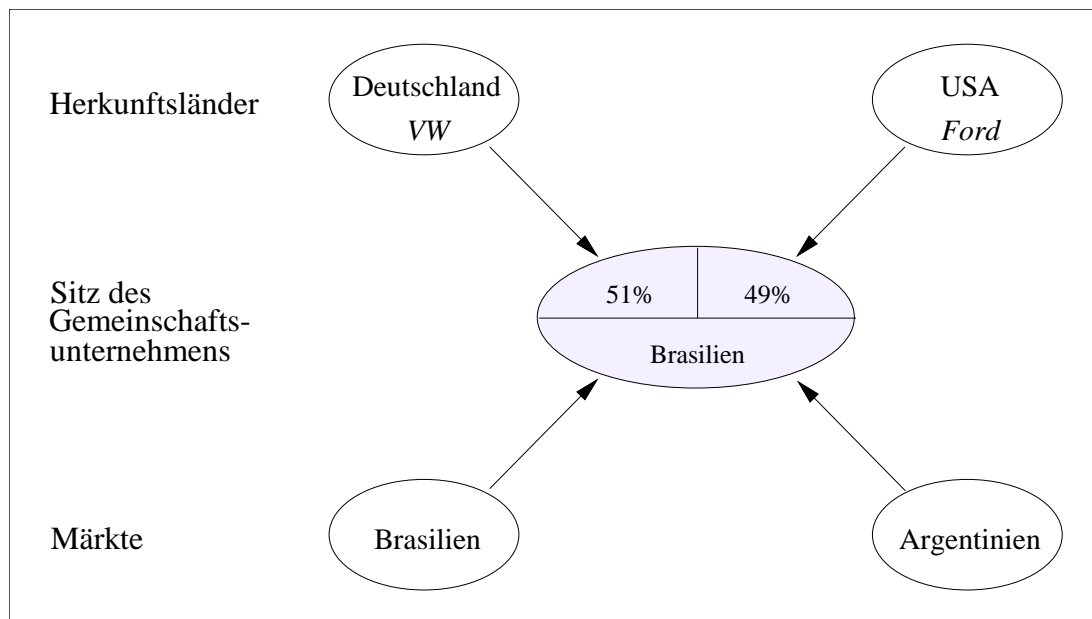 Herkunftsländer
Deutschland
VW
USA
Ford
Sitz des
Gemeinschafts-
unternehmens
51%
49%
Brasilien
Märkte
Brasilien
Argentinien